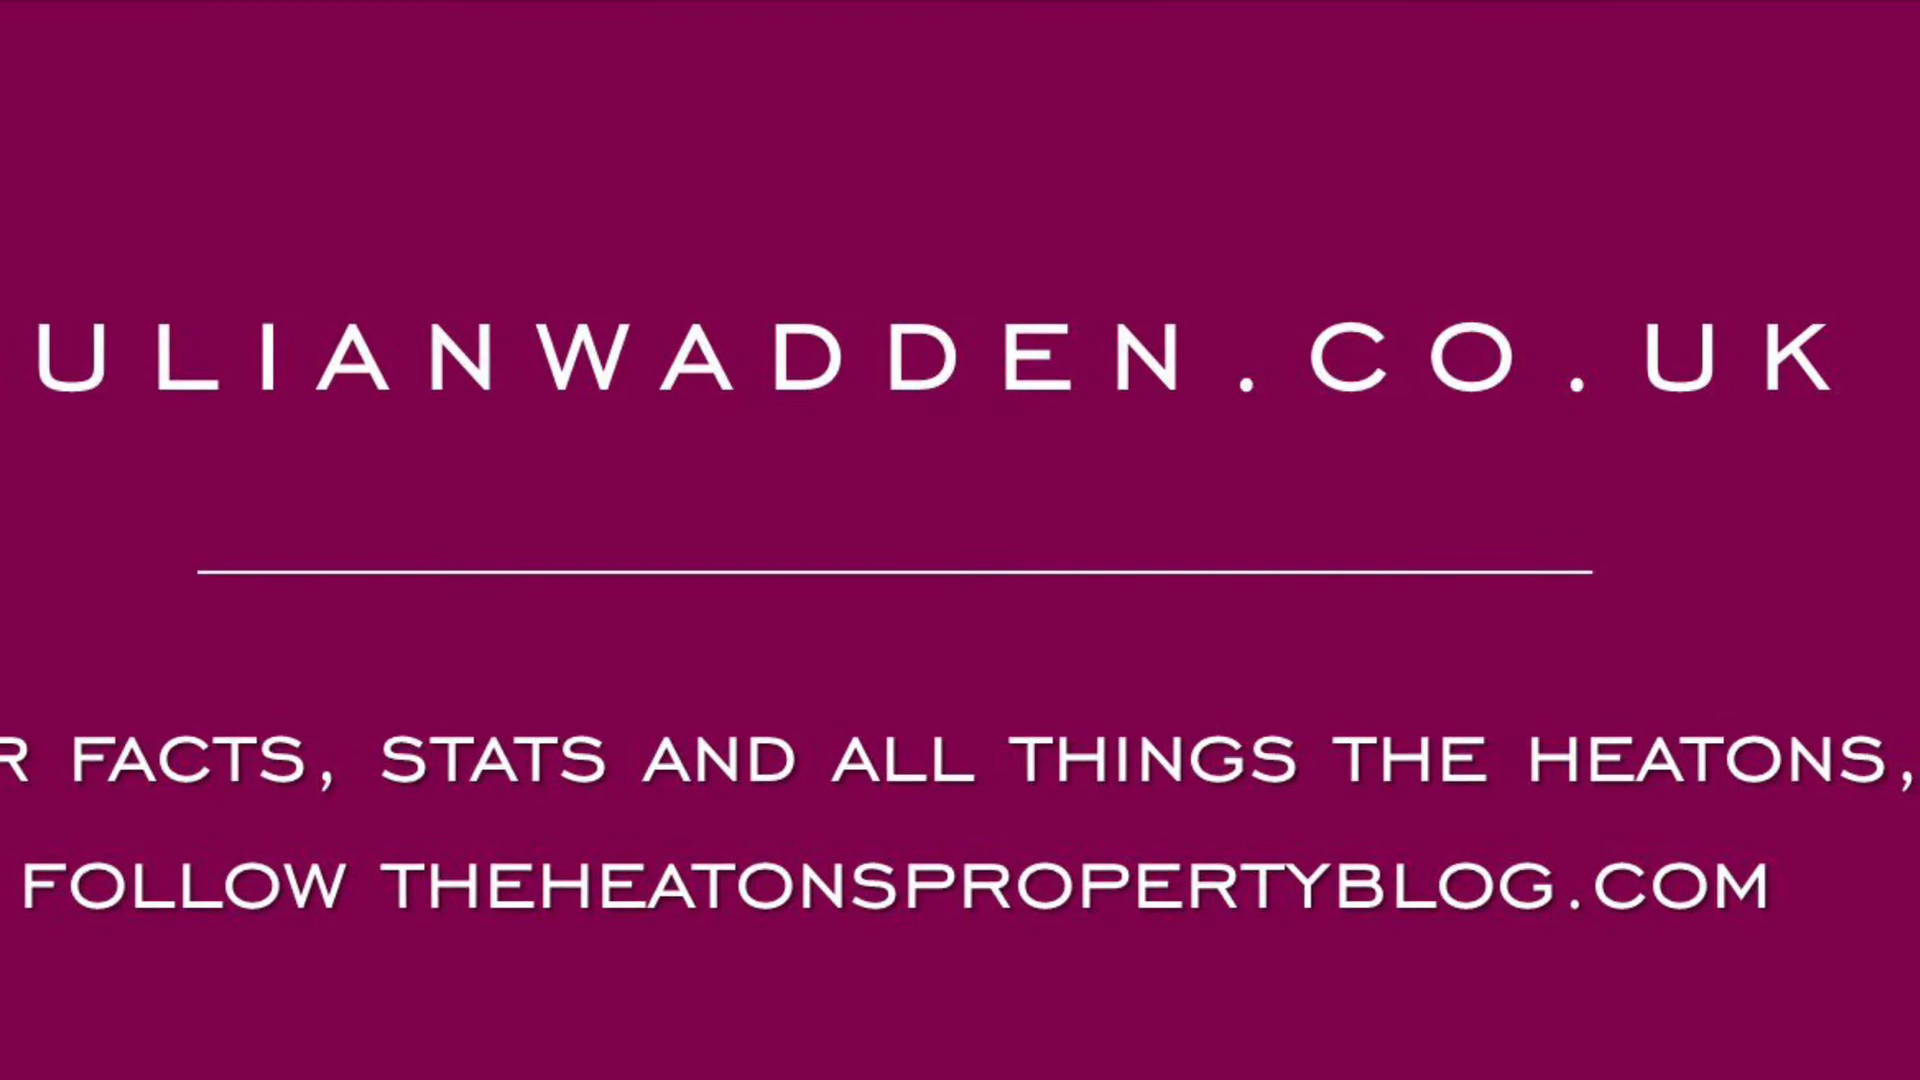 ULIANWADDEN.CO.UK
R FACTS, STATS AND ALL THINGS THE HEATONS,
FOLLOW THEHEATONSPROPERTYBLOG.COM